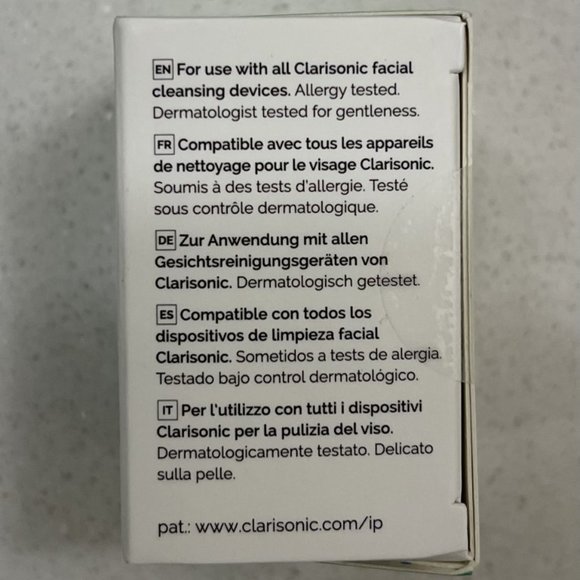 EN For use with all Clarisonic facial
cleansing devices. Allergy tested.
Dermatologist tested for gentleness.
FR Compatible avec tous les appareils
de nettoyage pour le visage Clarisonic.
Soumis à des tests d'allergie. Testé
sous contrôle dermatologique.
DE Zur Anwendung mit allen
Gesichtsreinigungsgeräten von
Clarisonic. Dermatologisch getestet.
ES Compatible con todos los
dispositivos de limpieza facial
Clarisonic. Sometidos a tests de alergia.
Testado bajo control dermatológico.
IT Per l'utilizzo con tutti i dispositivi
Clarisonic per la pulizia del viso.
Dermatologicamente testato. Delicato
sulla pelle.
pat.: www.clarisonic.com/ip